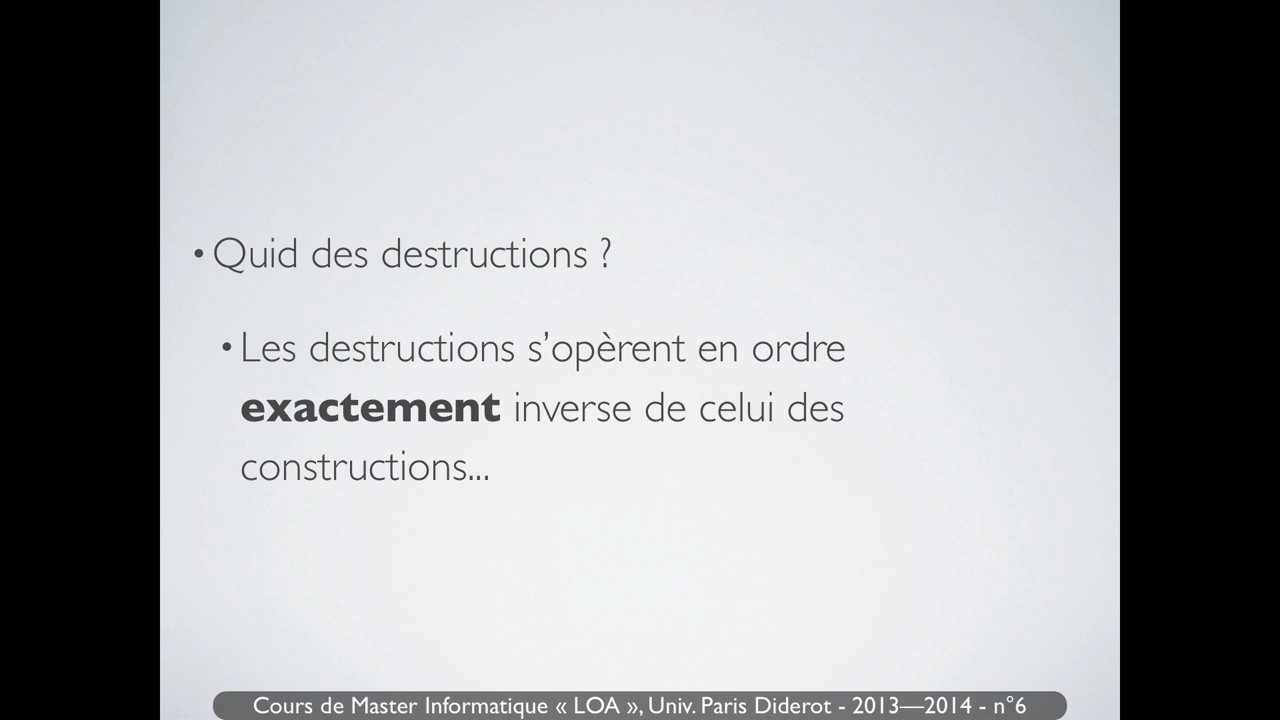 • Quid des destructions ?
• Les destructions s’opèrent en ordre
exactement inverse de celui des
constructions...
Cours de Master Informatique « LOA », Univ. Paris Diderot - 2013—2014 - n°6